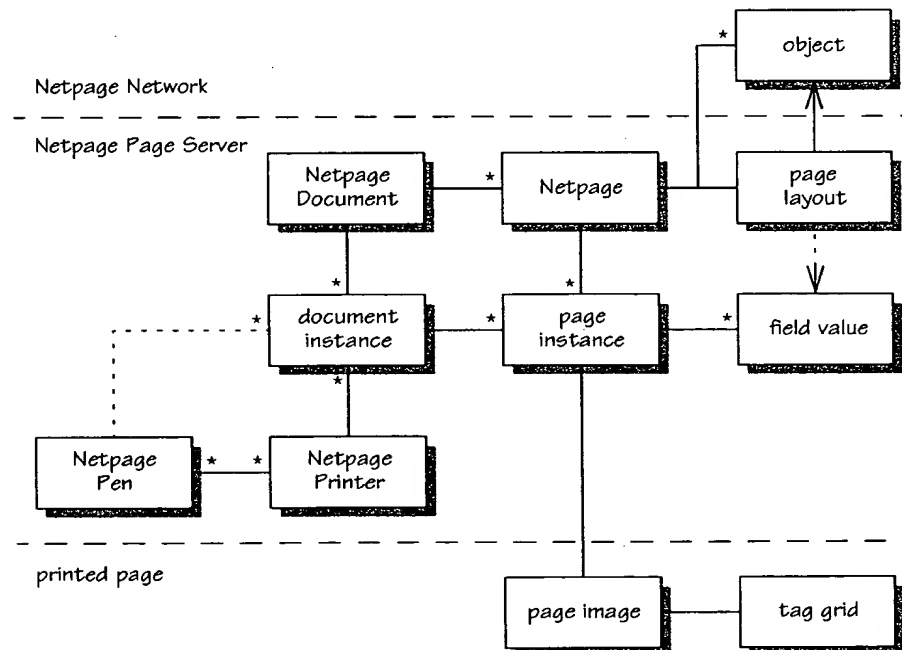 *
object
Netpage Network
Netpage Page Server
Netpage
Document
*
Netpage
page
layout
*
*
*
document
instance
*
page
instance
*
field value
*
Netpage
Pen
*
*
Netpage
Printer
printed page
page image
tag grid